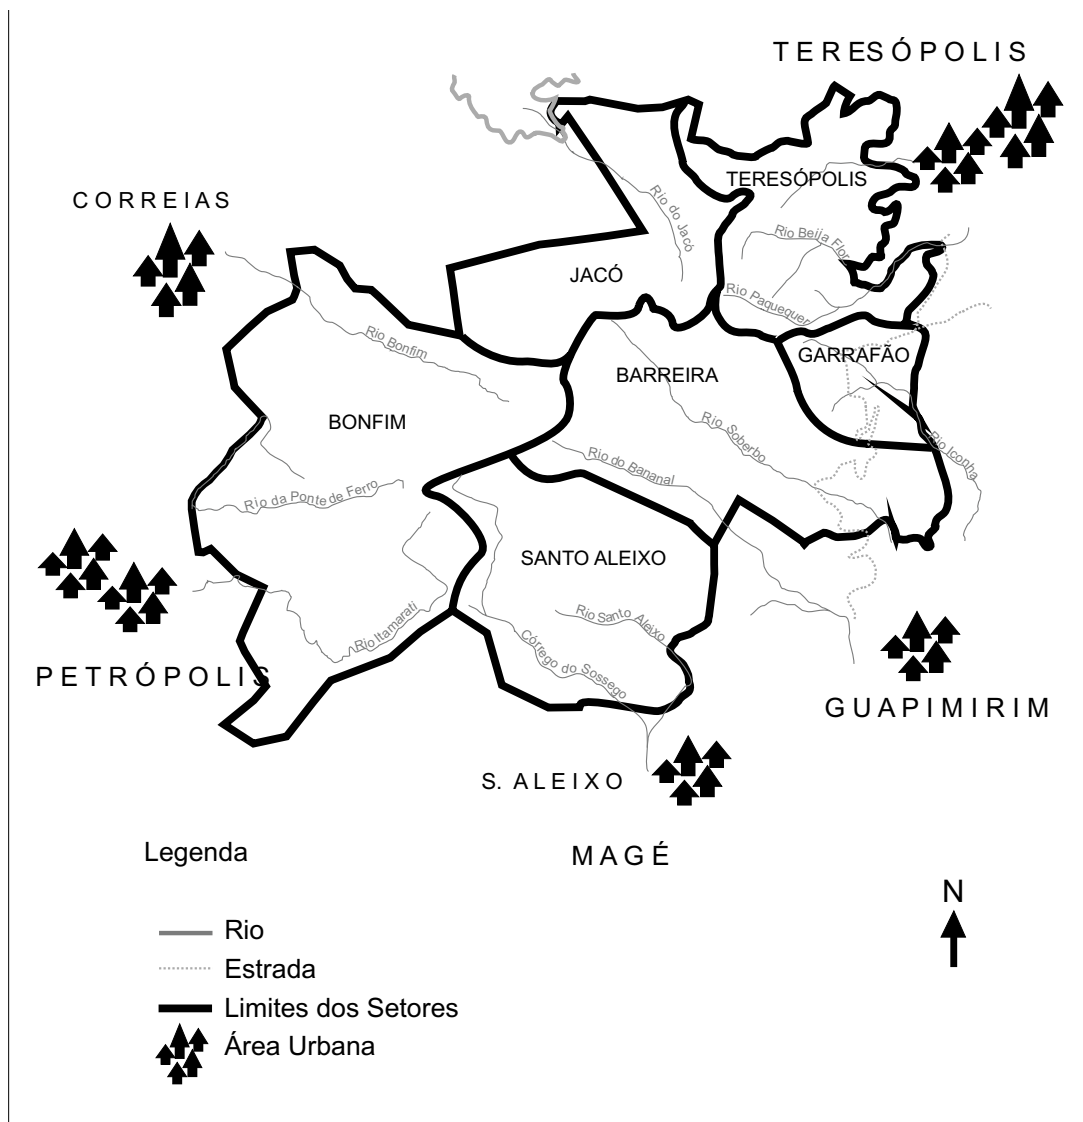 TERESÓPOLIS
TERESÓPOLIS
CORREIAS
Rio do Jacó
Rio Beija Flor
JACÓ
Rio Paquequer
Rio Bonfim
GARRAFÃO
BARREIRA
BONFIM
Rio Soberbo
Rio Iconha
Rio do Bananal
Rio da Ponte de Ferro
SANTO ALEIXO
Rio Santo Aleixo
Rio Itamarati
Córrego do Sossego
PETRÓPOLIS
GUAPIMIRIM
S. ALEIXO
MAGÉ
Legenda
N
Rio
Estrada
Limites dos Setores
Área Urbana